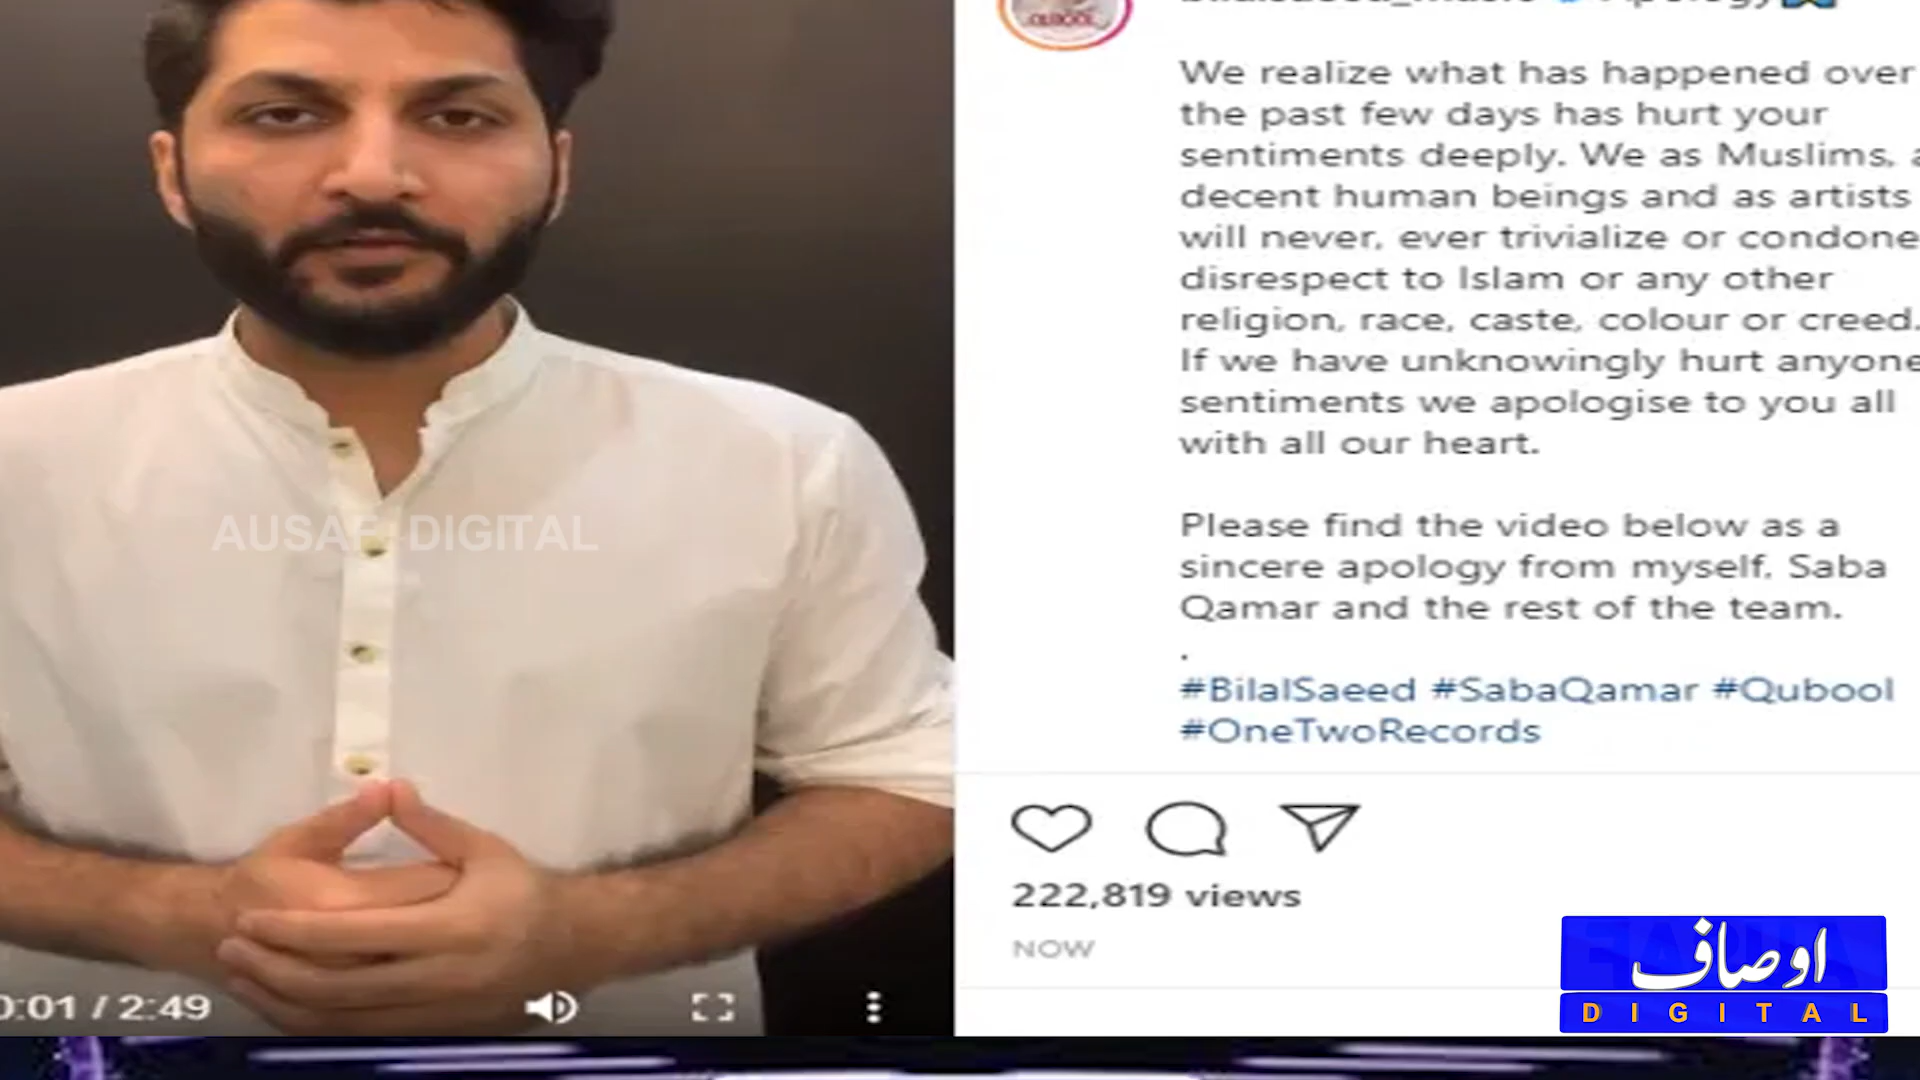 QUBOOL
bilalsaeed_music Apology
We realize what has happened over
the past few days has hurt your
sentiments deeply. We as Muslims,
decent human beings and as artists
will never, ever trivialize or condone
disrespect to Islam or any other
religion, race, caste, colour or creed.
If we have unknowingly hurt anyone
sentiments we apologise to you all
with all our heart.
Please find the video below as a
sincere apology from myself, Saba
Qamar and the rest of the team.
.
#BilalSaeed #SabaQamar #Qubool
#OneTwoRecords
222,819 views
NOW
AUSAF DIGITAL
0:01 / 2:49
اوصاف
DIGITAL